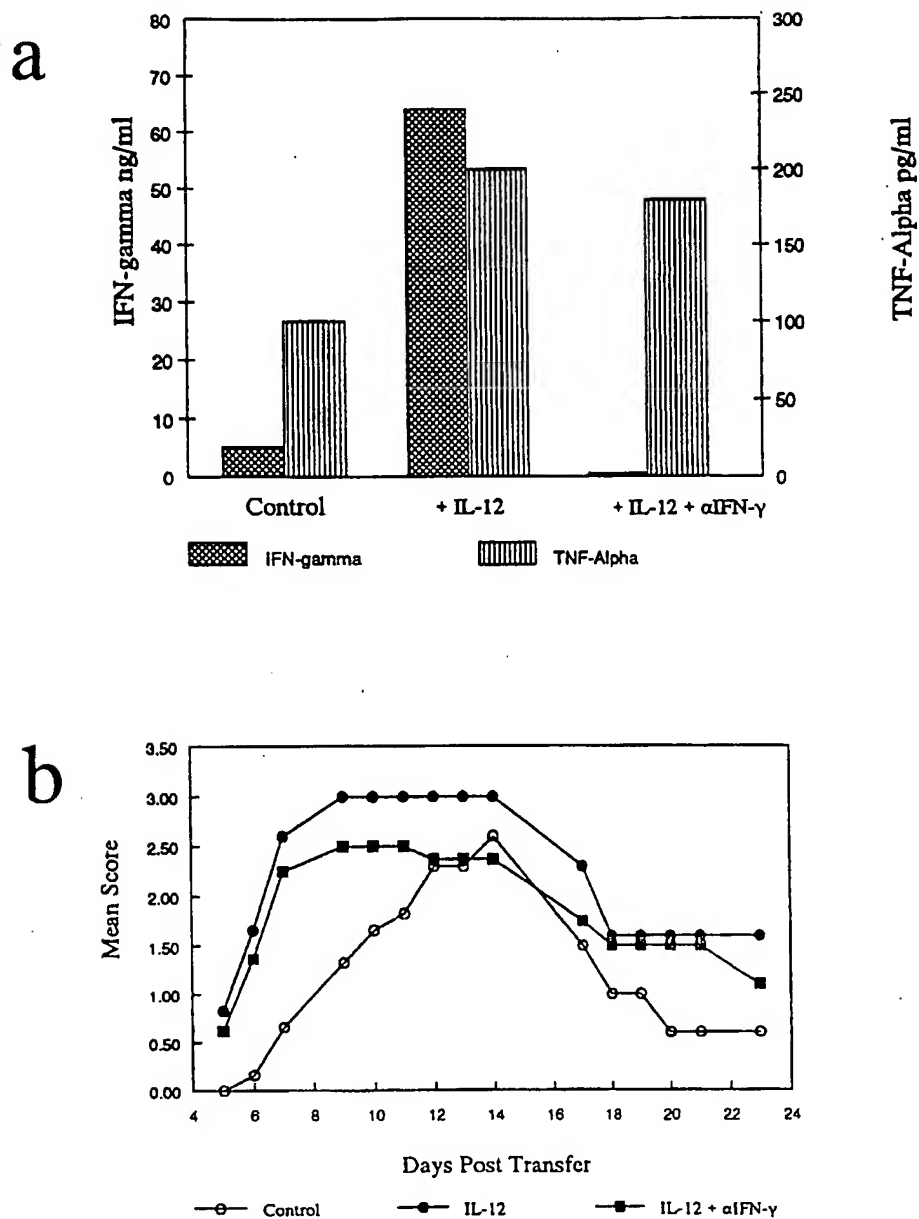 a
IFN-gamma ng/ml
80
70
60
50
40
30
20
10
0
300
250
200
150
100
50
0
TNF-Alpha pg/ml
Control
+ IL-12
+ IL-12 + αIFN-γ
IFN-gamma
TNF-Alpha
b
Mean Score
3.50
3.00
2.50
2.00
1.50
1.00
0.50
0.00
4 6 8 10 12 14 16 18 20 22 24
Days Post Transfer
Control
IL-12
IL-12 + αIFN-γ